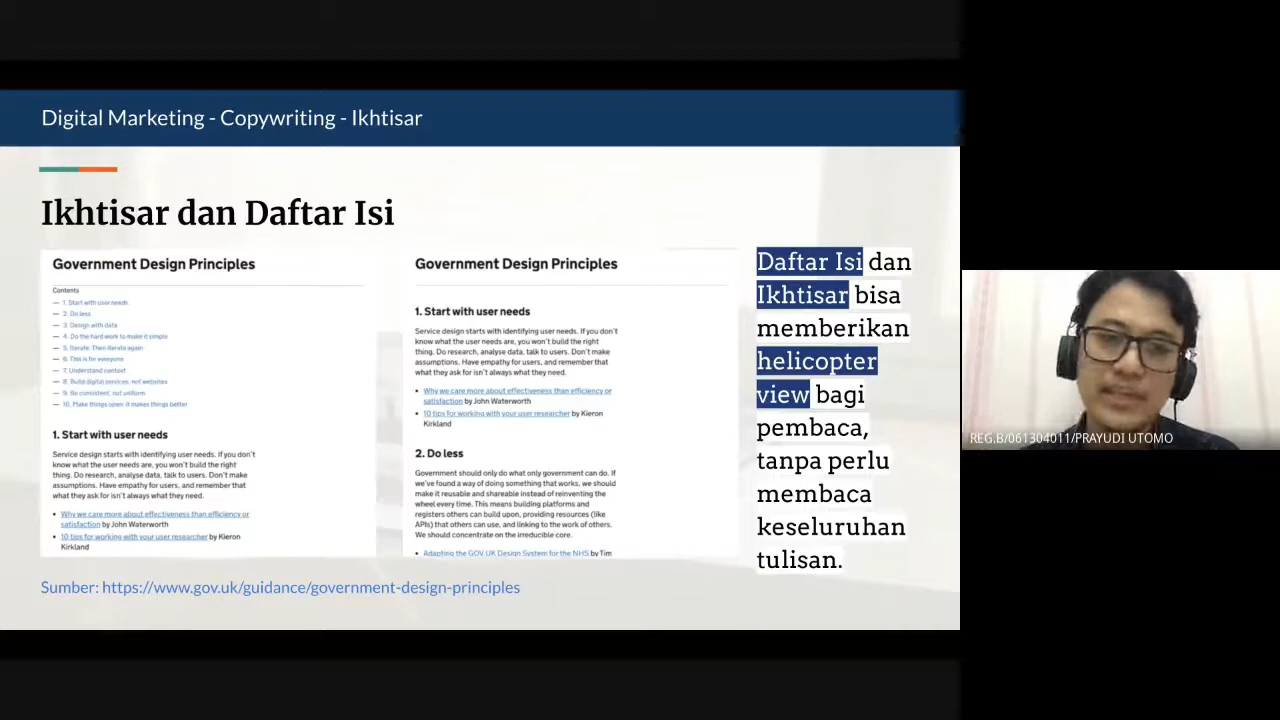 Digital Marketing - Copywriting - Ikhtisar
Ikhtisar dan Daftar Isi
Government Design Principles
Contents
— 1. Start with user needs
— 2. Do less
— 3. Design with data
— 4. Do the hard work to make it simple
— 5. Iterate. Then iterate again
— 6. This is for everyone
— 7. Understand context
— 8. Build digital services, not websites
— 9. Be consistent, not uniform
— 10. Make things open: it makes things better
1. Start with user needs
Service design starts with identifying user needs. If you don't
know what the user needs are, you won't build the right
thing. Do research, analyse data, talk to users. Don't make
assumptions. Have empathy for users, and remember that
what they ask for isn't always what they need.
• Why we care more about effectiveness than efficiency or
satisfaction by John Waterworth
• 10 tips for working with your user researcher by Kieron
Kirkland
Government Design Principles
1. Start with user needs
Service design starts with identifying user needs. If you don't
know what the user needs are, you won't build the right
thing. Do research, analyse data, talk to users. Don't make
assumptions. Have empathy for users, and remember that
what they ask for isn't always what they need.
• Why we care more about effectiveness than efficiency or
satisfaction by John Waterworth
• 10 tips for working with your user researcher by Kieron
Kirkland
2. Do less
Government should only do what only government can do. If
we've found a way of doing something that works, we should
make it reusable and shareable instead of reinventing the
wheel every time. This means building platforms and
registers others can build upon, providing resources (like
APIs) that others can use, and linking to the work of others.
We should concentrate on the irreducible core.
• Adapting the GOV.UK Design System for the NHS by Tim
Daftar Isi dan
Ikhtisar bisa
memberikan
helicopter
view bagi
pembaca,
tanpa perlu
membaca
keseluruhan
tulisan.
Sumber: https://www.gov.uk/guidance/government-design-principles
REG.B/061304011/PRAYUDI UTOMO